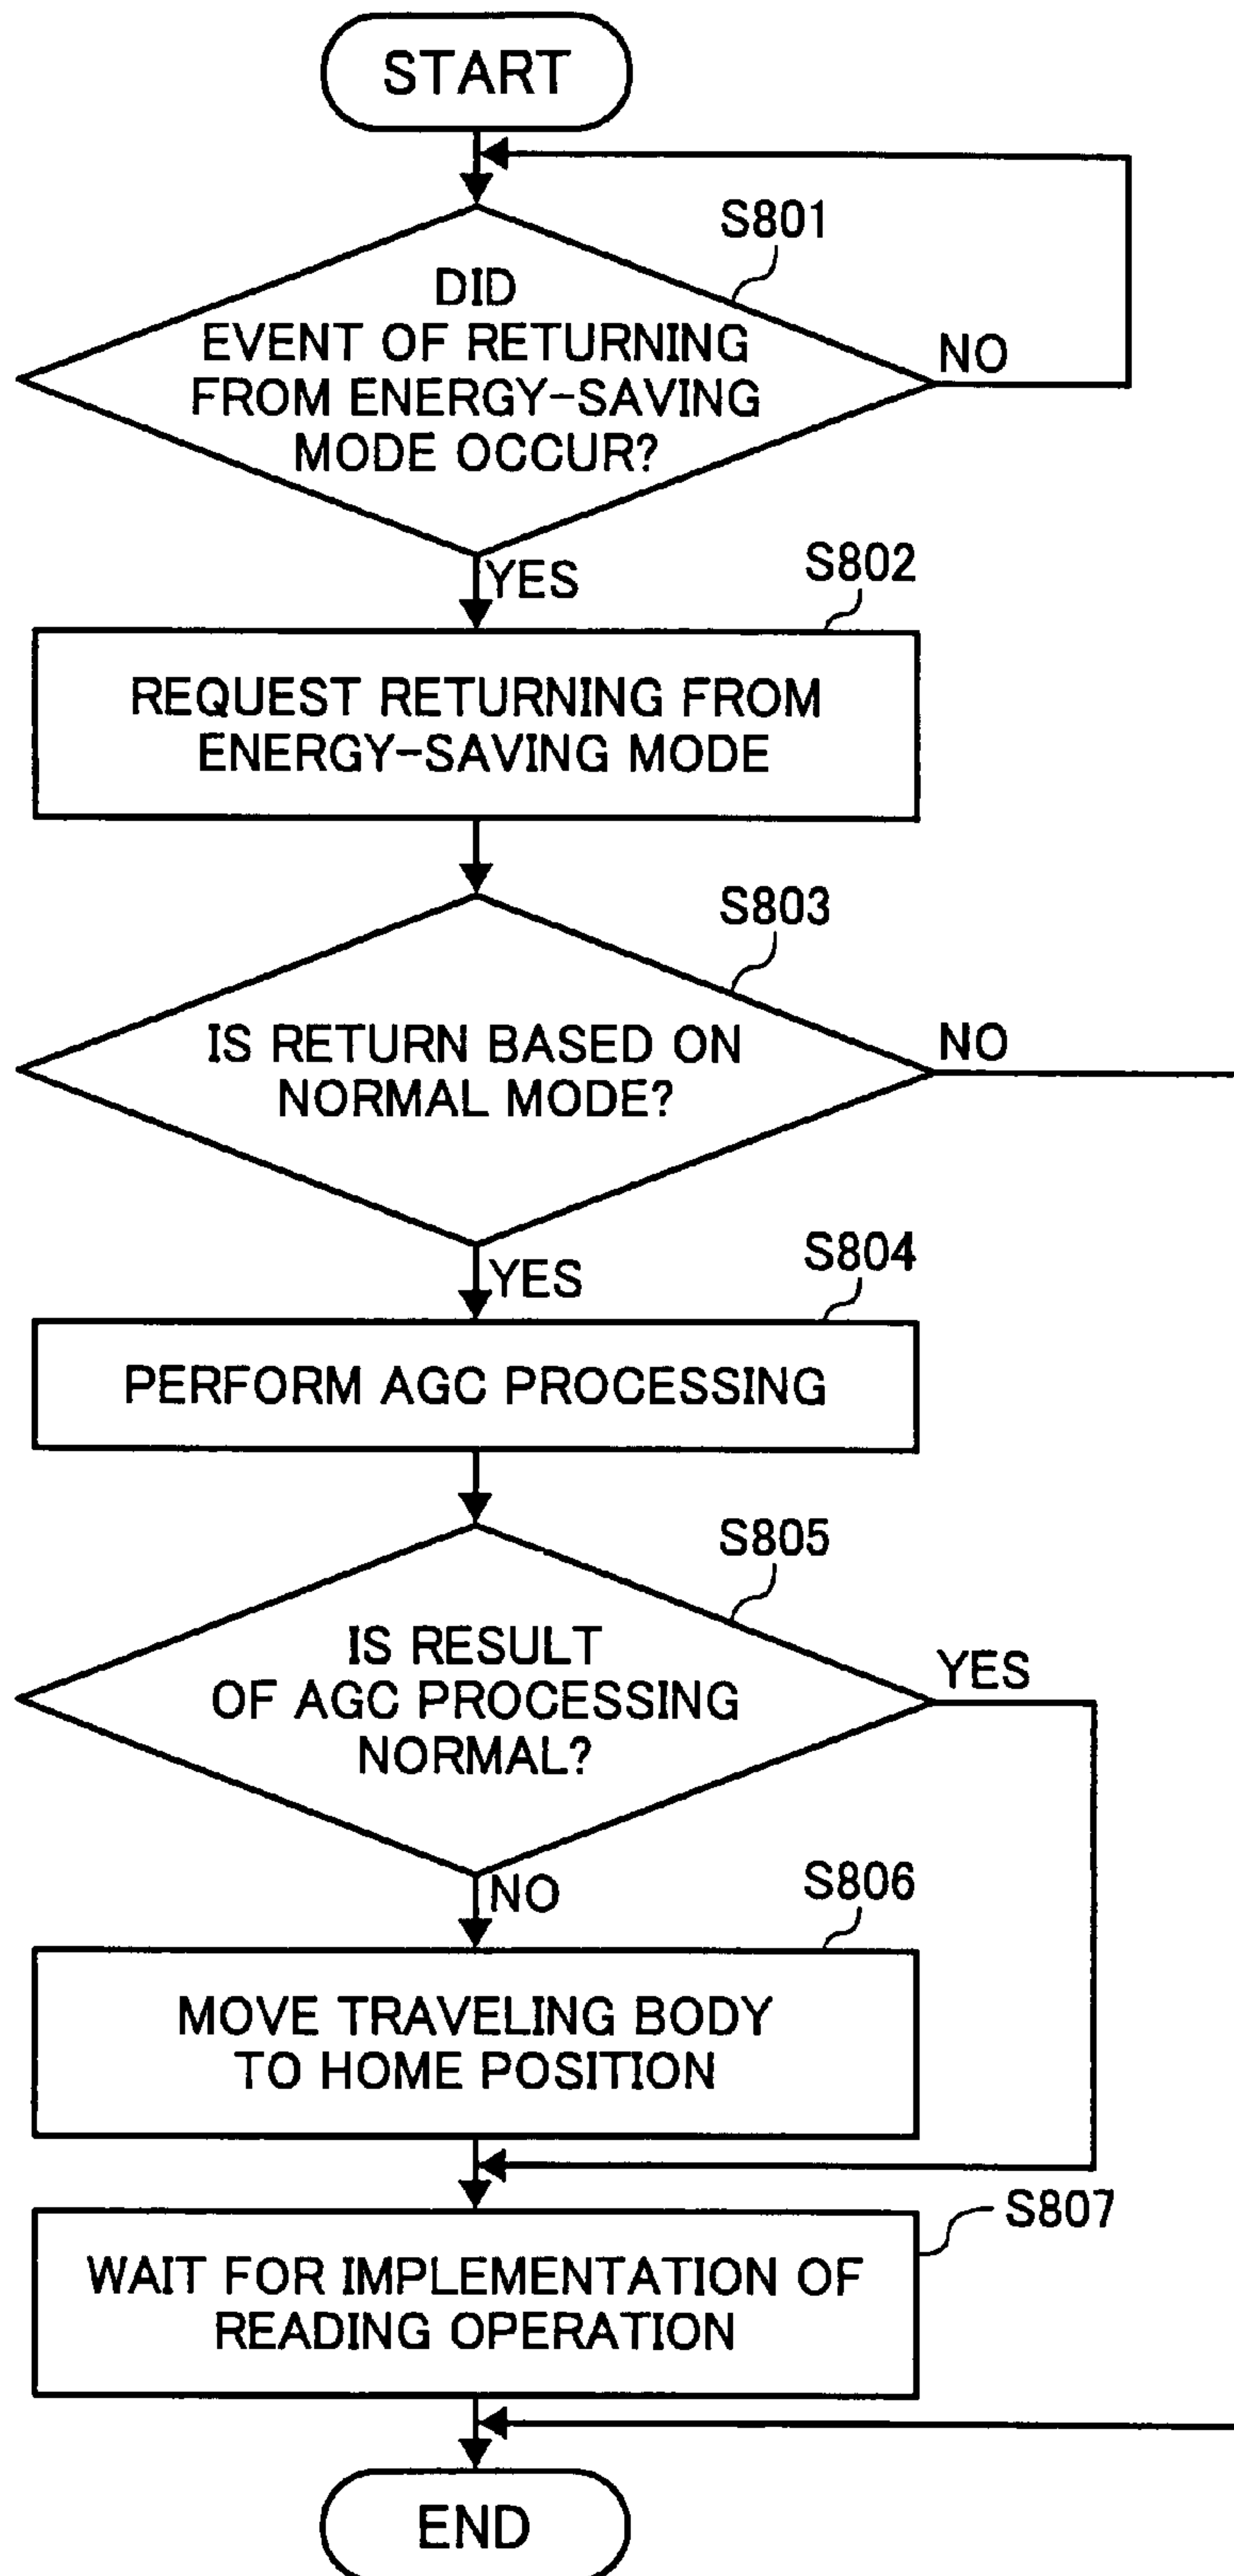 START
S801
DID
EVENT OF RETURNING
FROM ENERGY-SAVING
MODE OCCUR?
NO
YES
S802
REQUEST RETURNING FROM
ENERGY-SAVING MODE
S803
IS RETURN BASED ON
NORMAL MODE?
NO
YES
S804
PERFORM AGC PROCESSING
S805
IS RESULT
OF AGC PROCESSING
NORMAL?
YES
NO
S806
MOVE TRAVELING BODY
TO HOME POSITION
S807
WAIT FOR IMPLEMENTATION OF
READING OPERATION
END